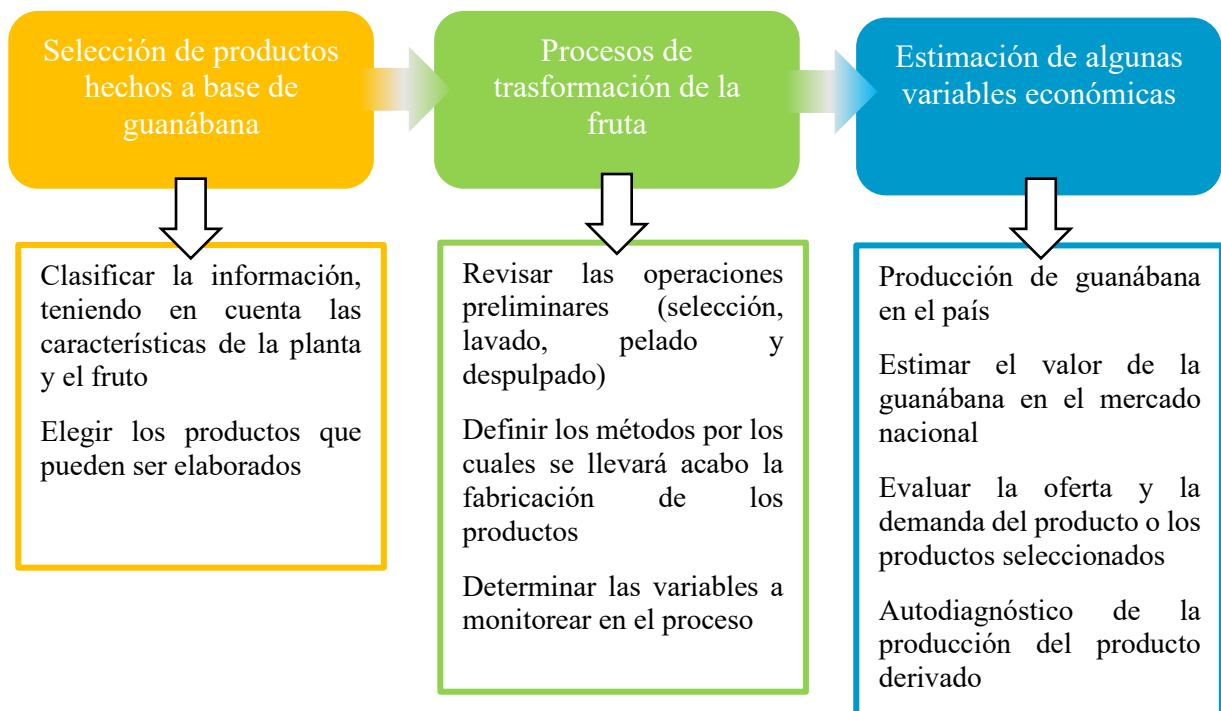 Selección de productos
hechos a base de
guanábana
Procesos de
trasformación de la
fruta
Estimación de algunas
variables económicas
Clasificar la información,
teniendo en cuenta las
características de la planta
y el fruto
Elegir los productos que
pueden ser elaborados
Revisar las operaciones
preliminares (selección,
lavado, pelado y
despulpado)
Definir los métodos por los
cuales se llevará acabo la
fabricación de los
productos
Determinar las variables a
monitorear en el proceso
Producción de guanábana
en el país
Estimar el valor de la
guanábana en el mercado
nacional
Evaluar la oferta y la
demanda del producto o los
productos seleccionados
Autodiagnóstico de la
producción del producto
derivado